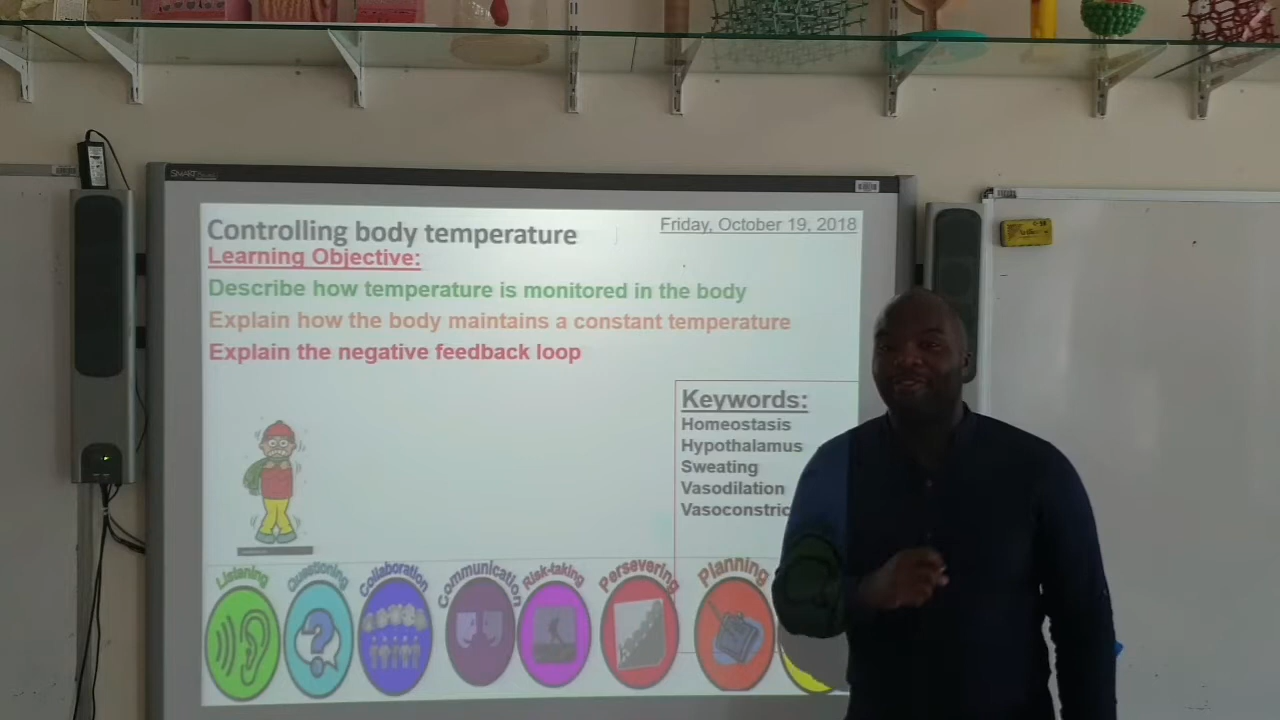 SMART
Controlling body temperature
Friday, October 19, 2018
Learning Objective:
Describe how temperature is monitored in the body
Explain how the body maintains a constant temperature
Explain the negative feedback loop
Keywords:
Homeostasis
Hypothalamus
Sweating
Vasodilation
Vasoconstric
Listening Questioning Collaboration Communication Risk-taking Persevering Planning